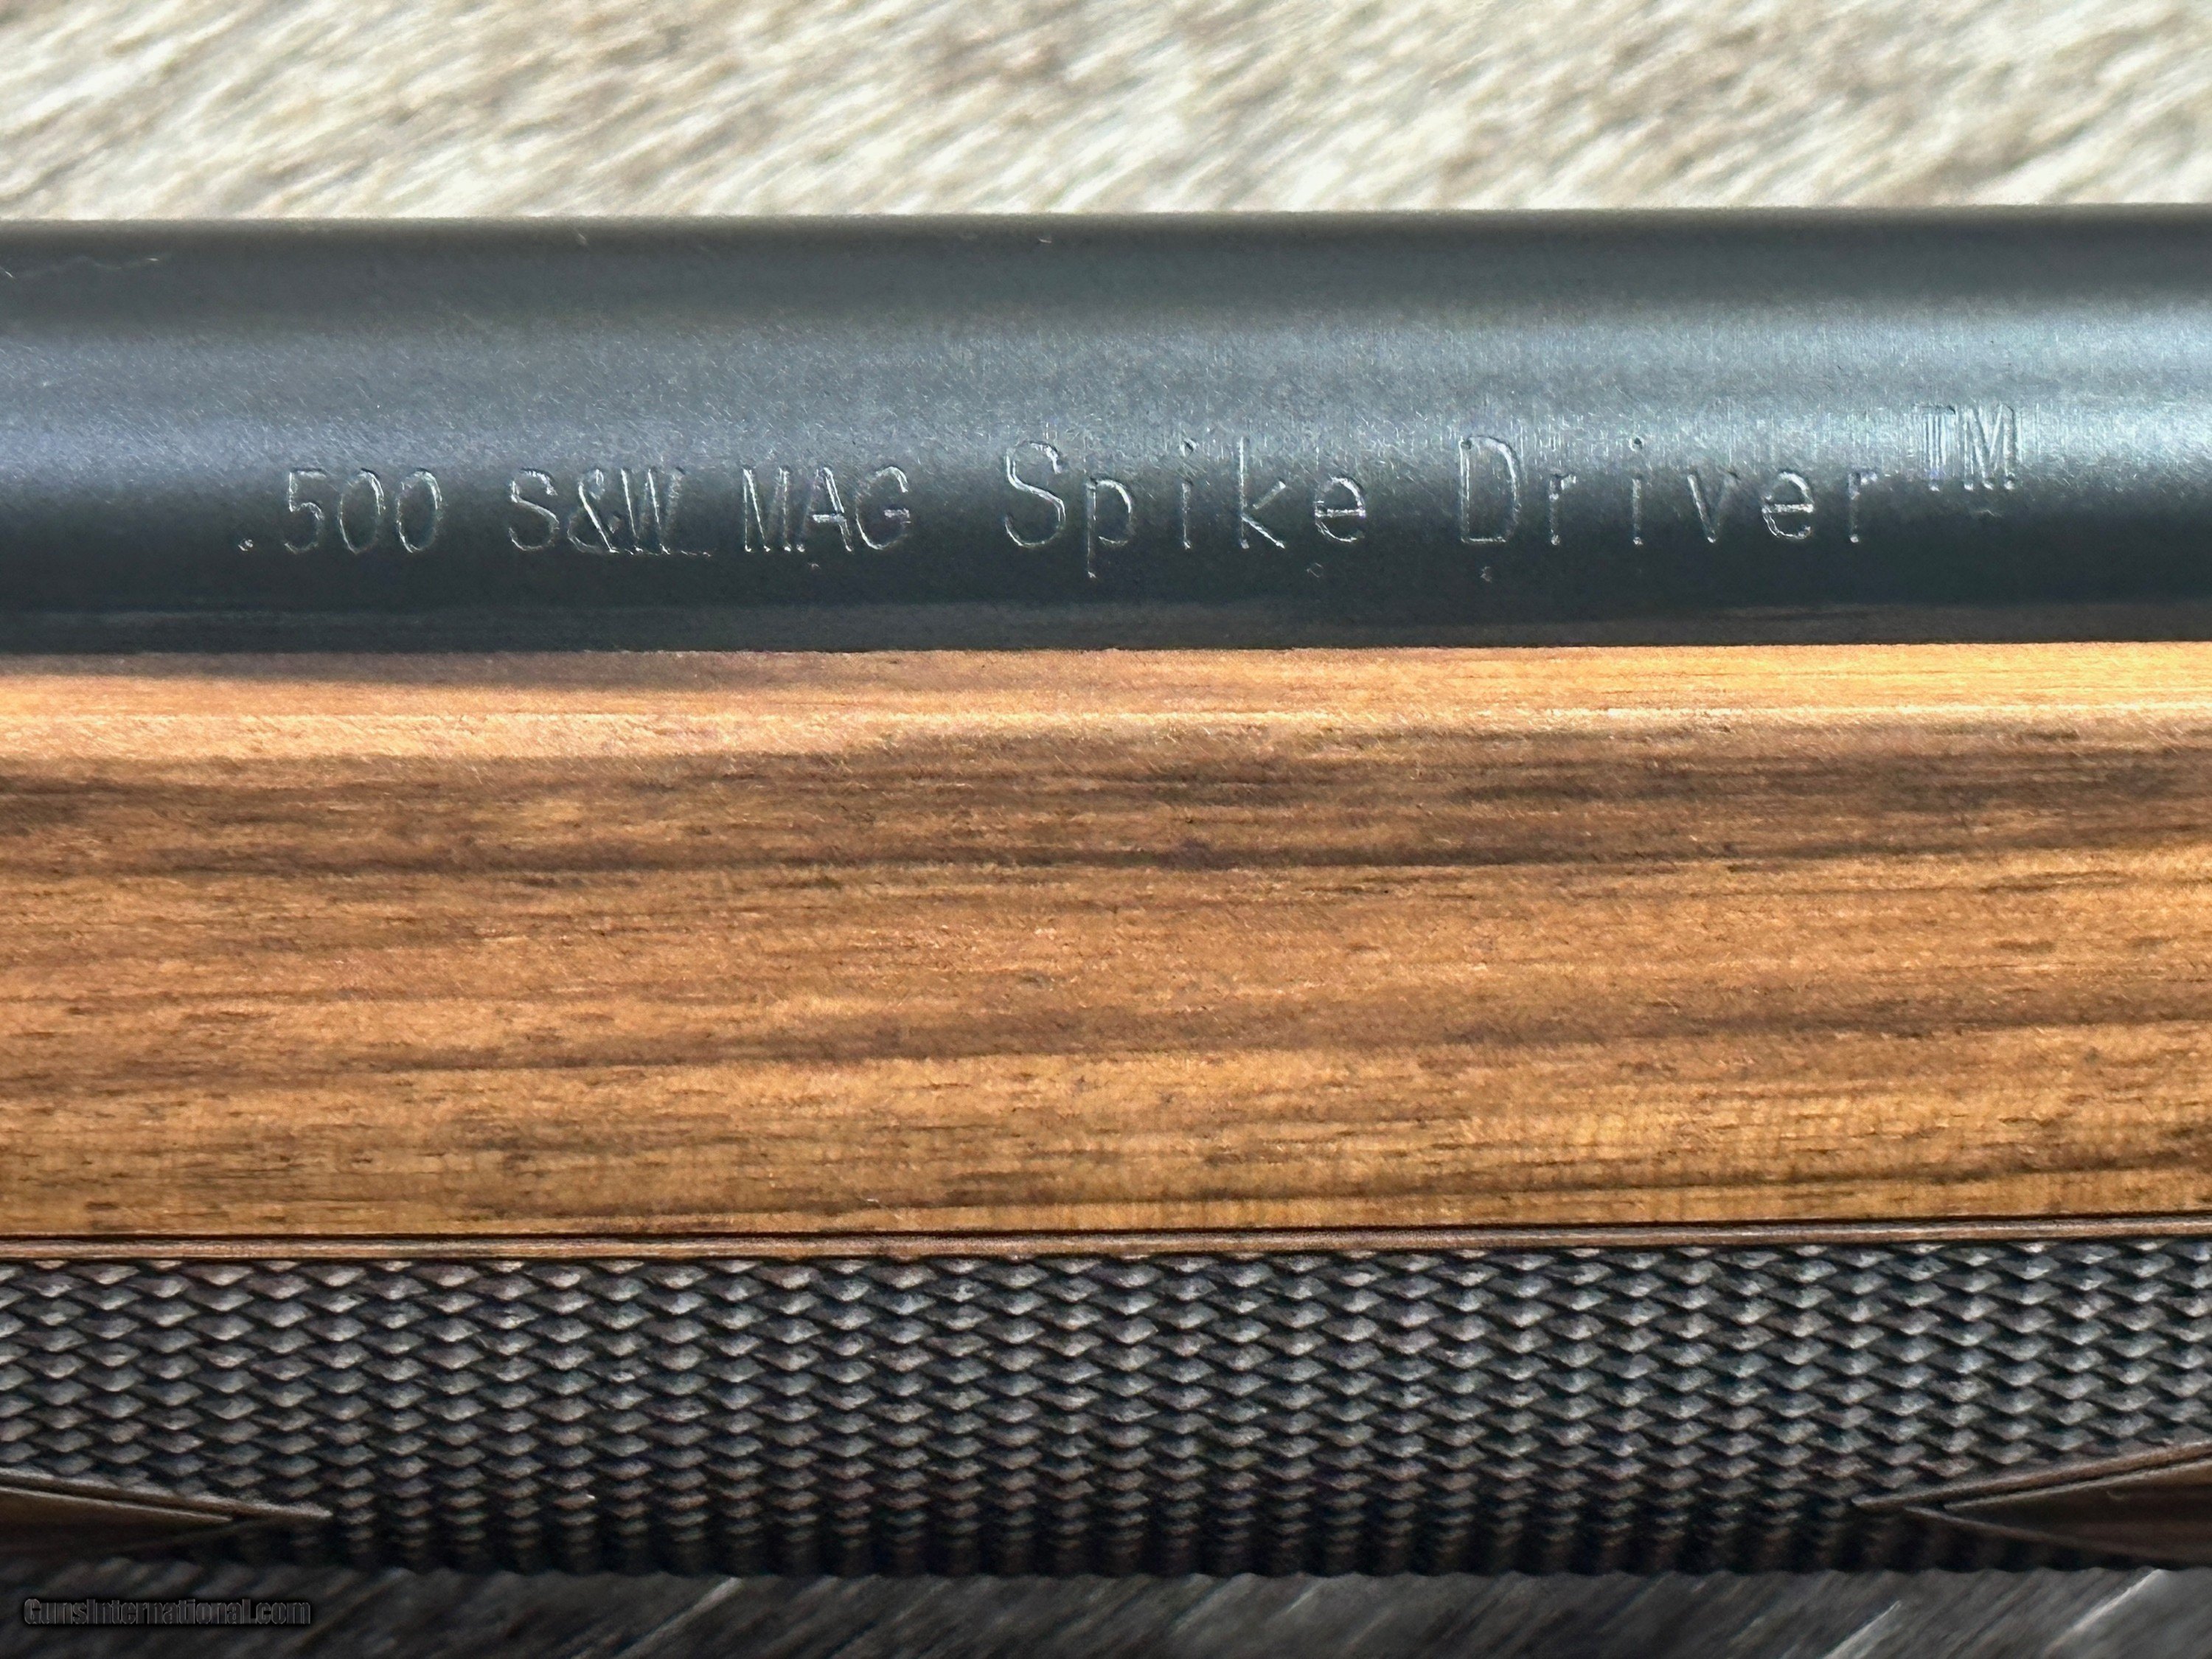 .500 S&W MAG Spike Driver™
GunsInternational.com